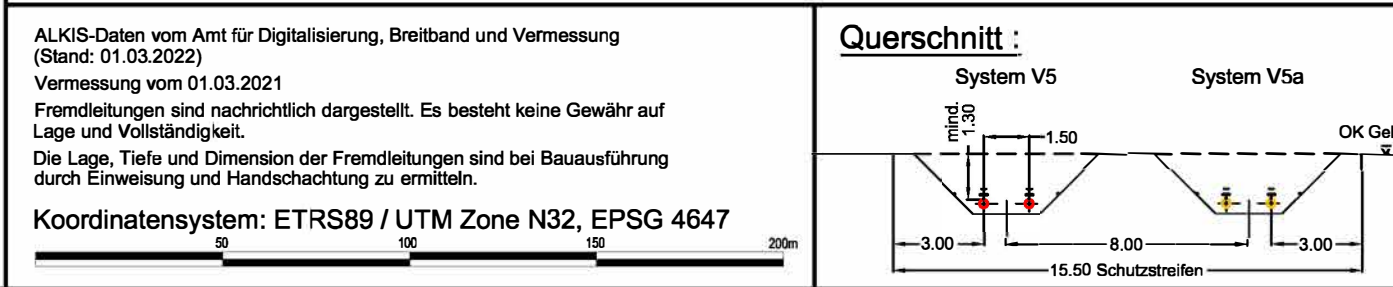 ALKIS-Daten vom Amt für Digitalisierung, Breitband und Vermessung
(Stand: 01.03.2022)
Vermessung vom 01.03.2021
Fremdleitungen sind nachrichtlich dargestellt. Es besteht keine Gewähr auf
Lage und Vollständigkeit.
Die Lage, Tiefe und Dimension der Fremdleitungen sind bei Bauausführung
durch Einweisung und Handschachtung zu ermitteln.
Koordinatensystem: ETRS89 / UTM Zone N32, EPSG 4647
50 100 150 200m
Querschnitt :
System V5 System V5a
mind.
1.30
1.50
OK Gel
3.00 8.00 3.00
15.50 Schutzstreifen